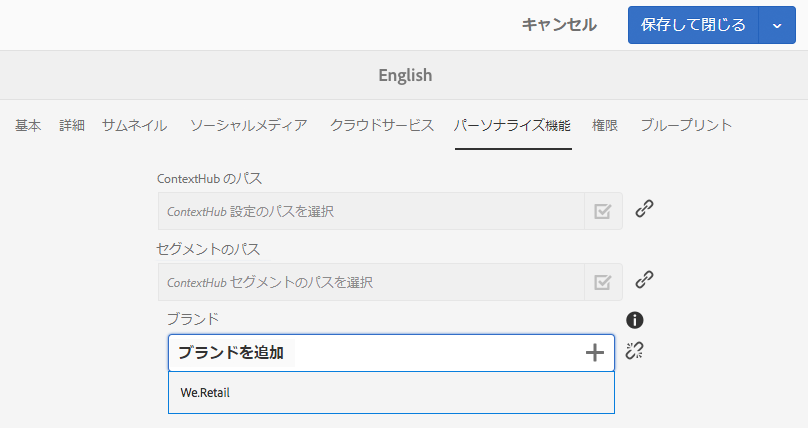 キャンセル 保存して閉じる
English
基本 詳細 サムネイル ソーシャルメディア クラウドサービス パーソナライズ機能 権限 ブループリント
ContextHub のパス
ContextHub 設定のパスを選択
セグメントのパス
ContextHub セグメントのパスを選択
ブランド
ブランドを追加
We.Retail